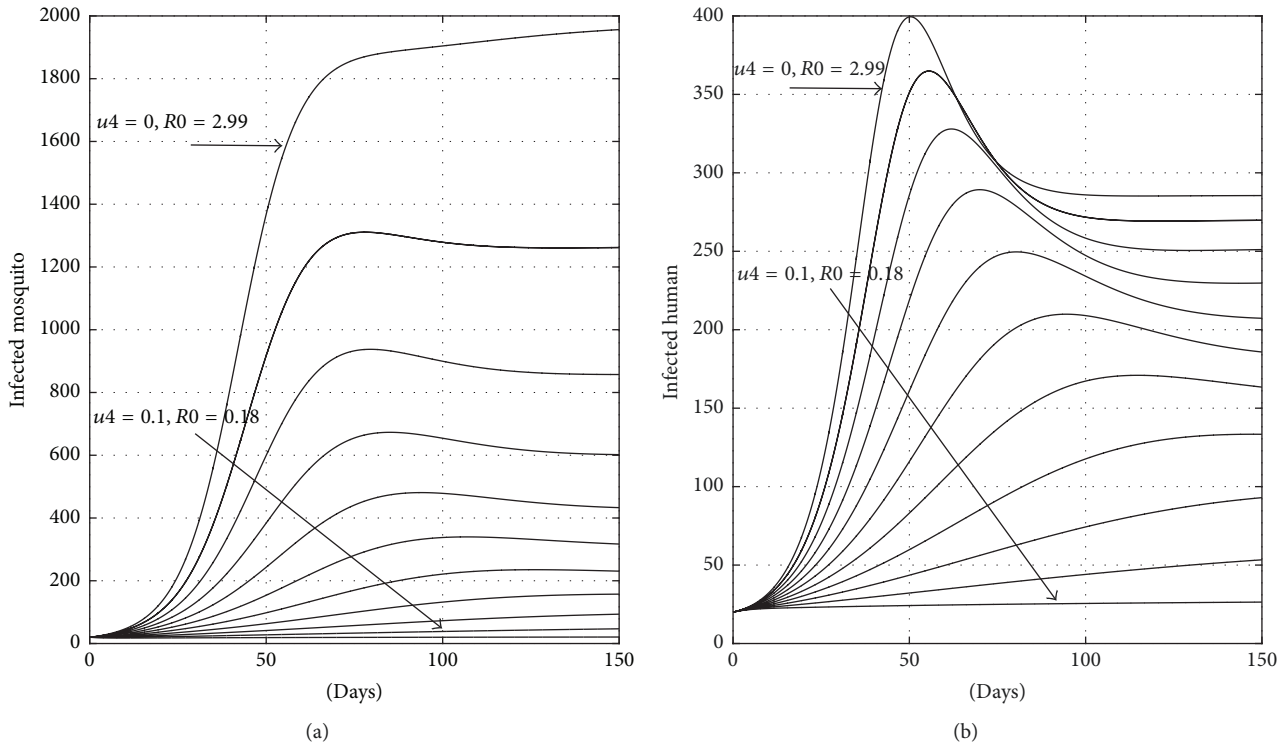 2000
1800
1600
1400
1200
1000
800
600
400
200
0
Infected mosquito
u4 = 0, R0 = 2.99
u4 = 0.1, R0 = 0.18
0 50 100 150
(Days)
(a)
400
350
300
250
200
150
100
50
0
Infected human
u4 = 0, R0 = 2.99
u4 = 0.1, R0 = 0.18
0 50 100 150
(Days)
(b)